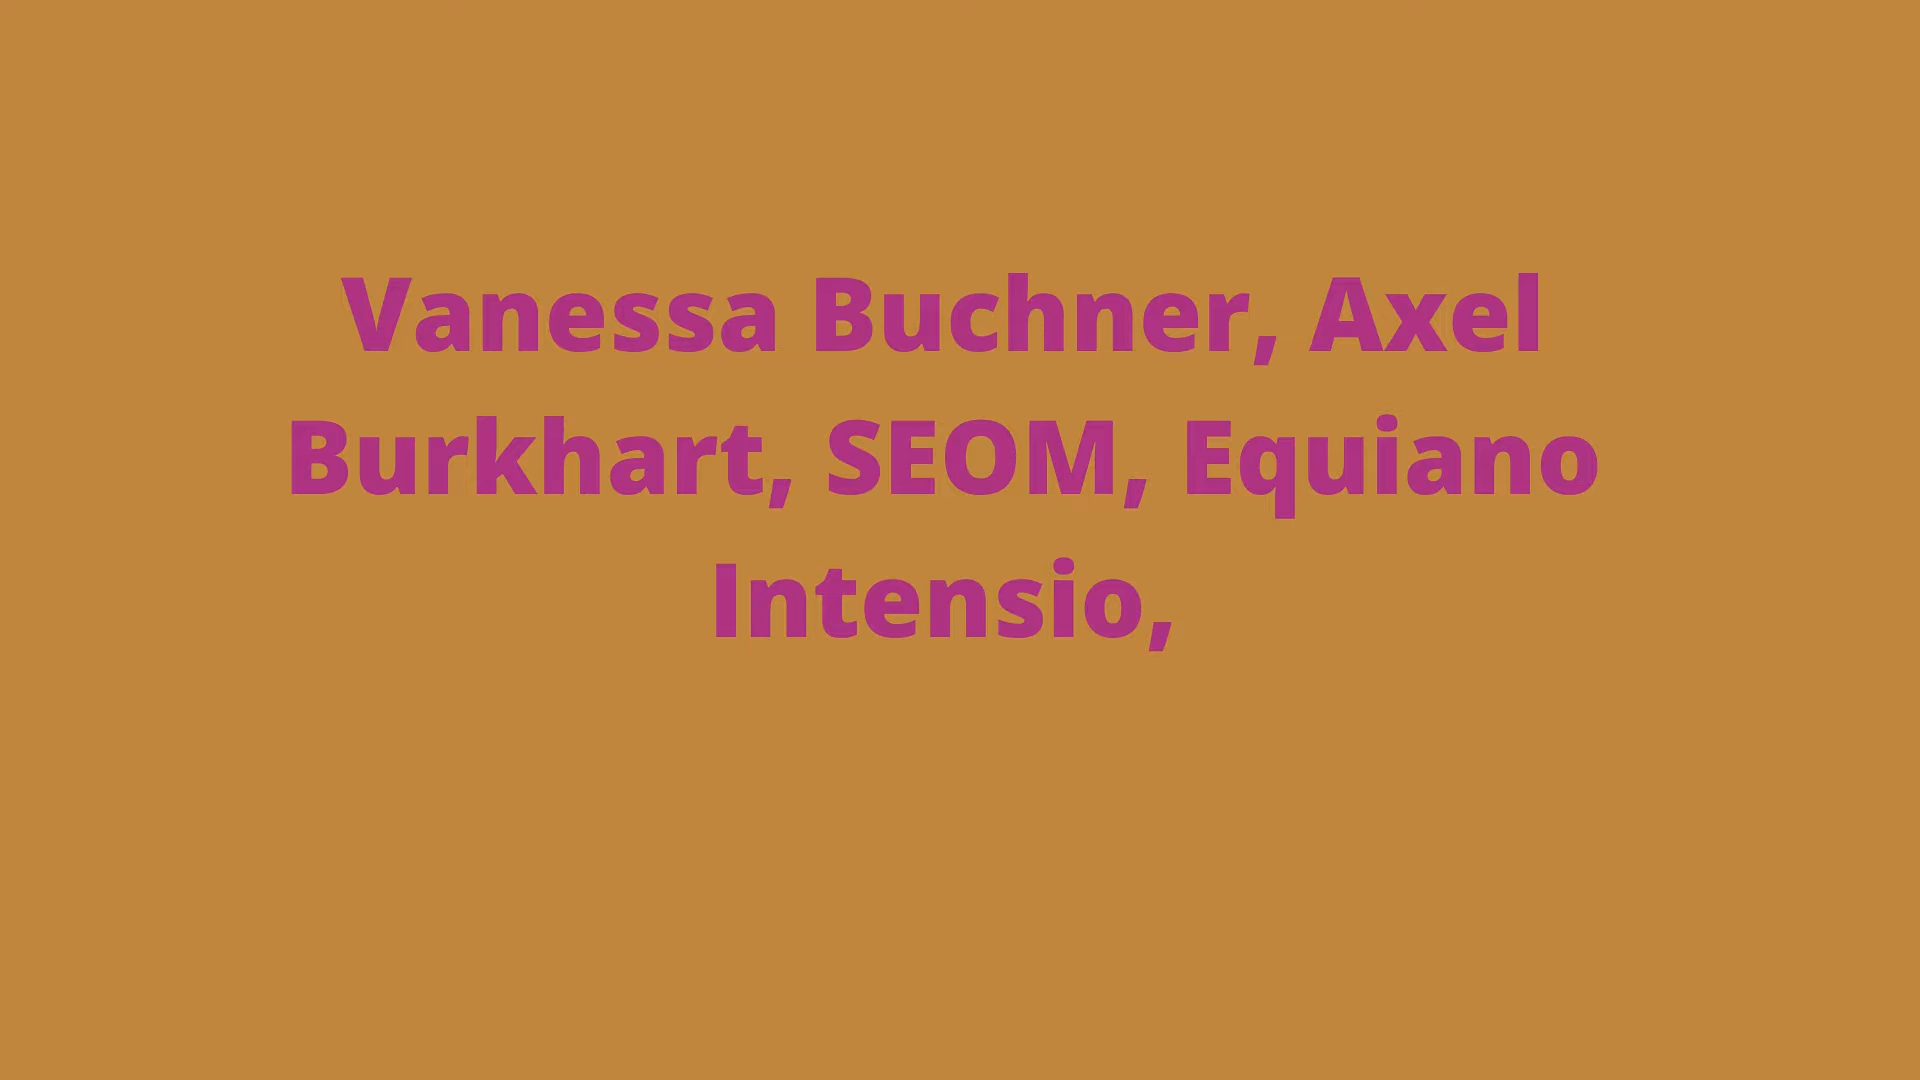 Vanessa Buchner, Axel
Burkhart, SEOM, Equiano
Intensio,